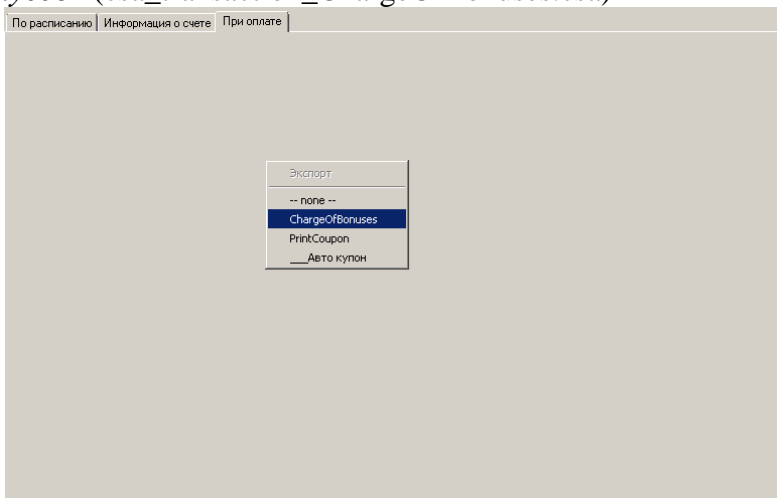 По расписанию Информация о счете При оплате
Экспорт
-- none --
ChargeOfBonuses
PrintCoupon
___Авто купон